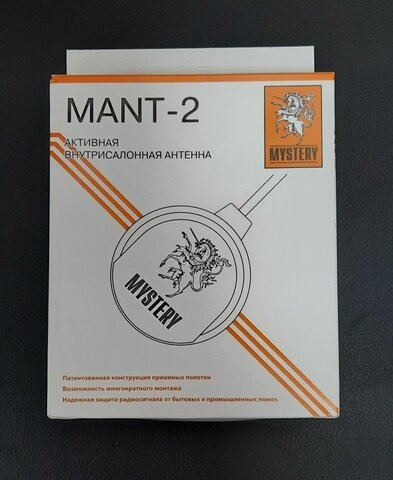 MANT-2
АКТИВНАЯ
ВНУТРИСАЛОННАЯ АНТЕННА
MYSTERY
MYSTERY
Патентованная конструкция приемных полотен
Возможность многократного монтажа
Надежная защита радиосигнала от бытовых и промышленных помех